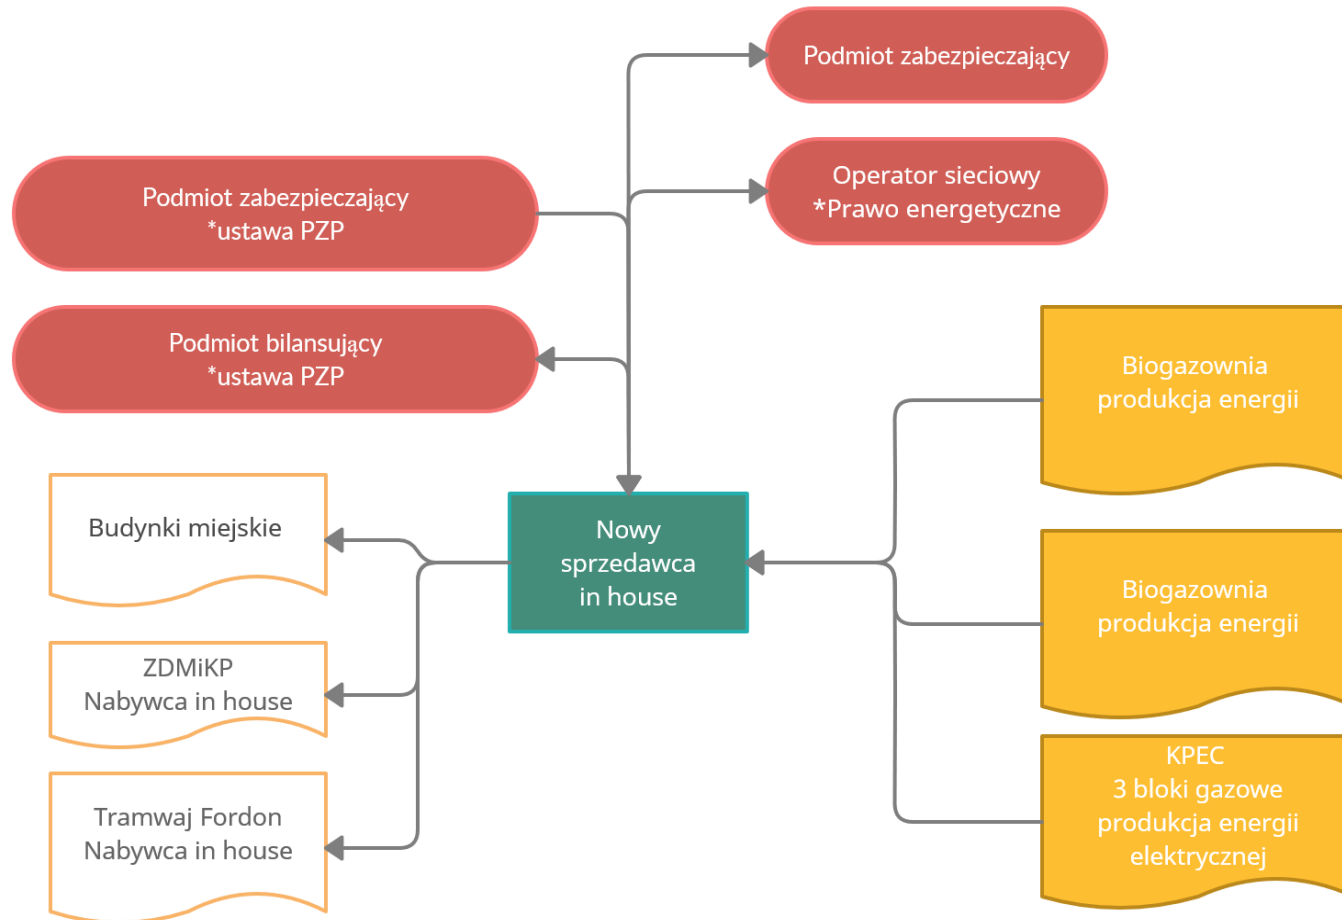 Podmiot zabezpieczający
Operator sieciowy
*Prawo energetyczne
Podmiot zabezpieczający
*ustawa PZP
Podmiot bilansujący
*ustawa PZP
Biogazownia
produkcja energii
Budynki miejskie
Nowy
sprzedawca
in house
Biogazownia
produkcja energii
ZDMiKP
Nabywca in house
KPEC
3 bloki gazowe
produkcja energii
elektrycznej
Tramwaj Fordon
Nabywca in house